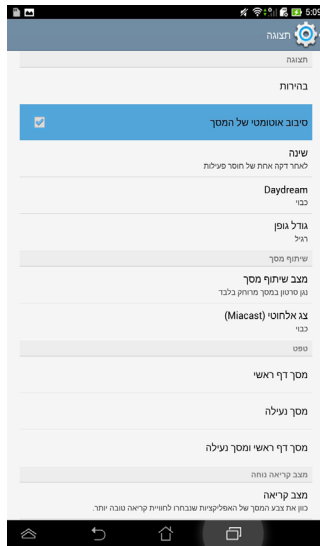 5:09
תצוגה
תצוגה
בהירות
סיבוב אוטומטי של המסך
שינה
לאחר דקה אחת של חוסר פעילות
Daydream
כבוי
גודל גופן
רגיל
שיתוף מסך
מצב שיתוף מסך
נגן סרטון במסך מרוחק בלבד
צג אלחוטי (Miacast)
כבוי
טפט
מסך דף ראשי
מסך נעילה
מסך דף ראשי ומסך נעילה
מצב קריאה נוחה
מצב קריאה
כוון את צבע המסך של האפליקציות שנבחרו לחוויית קריאה טובה יותר.